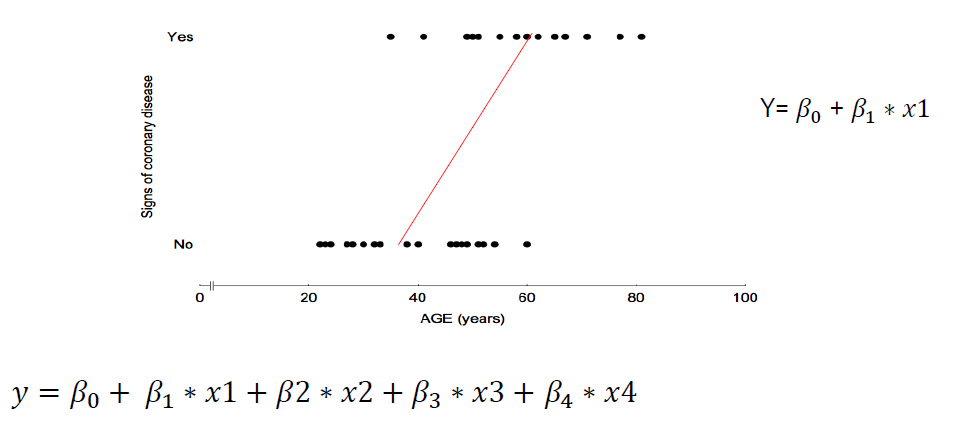 Yes
Y= β₀ + β₁ * x1
Signs of coronary disease
No
0 20 40 60 80 100
AGE (years)
y = β₀ + β₁ * x1 + β2 * x2 + β₃ * x3 + β₄ * x4